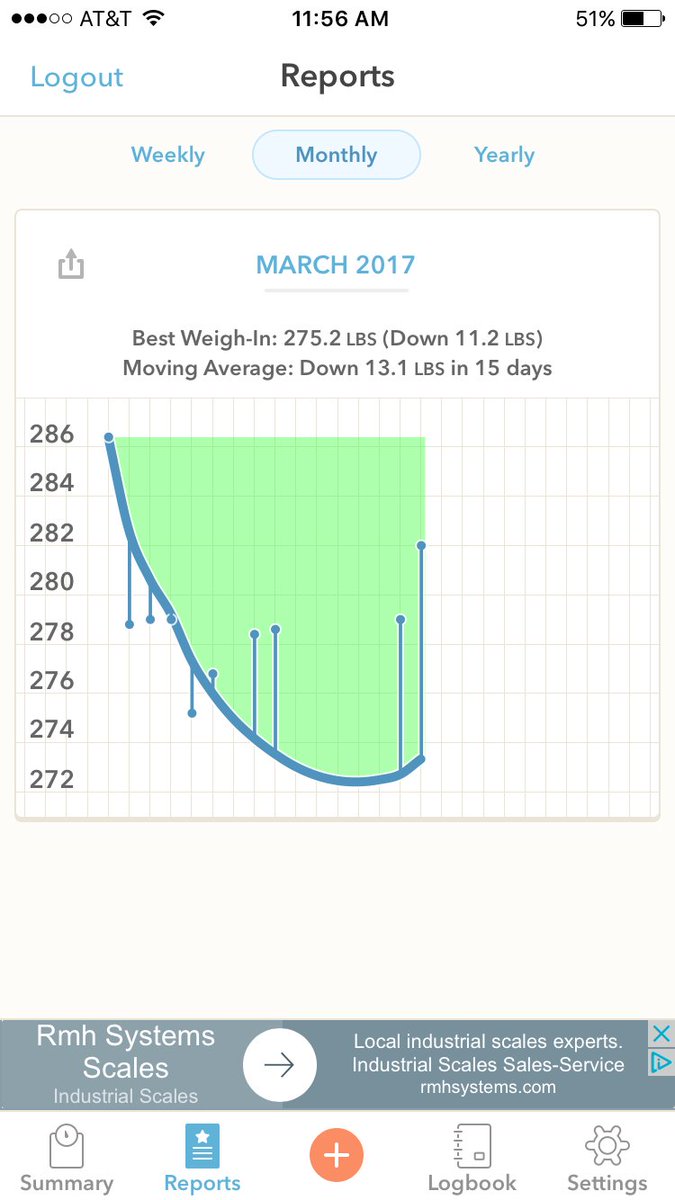 AT&T 11:56 AM 51%
Logout Reports
Weekly Monthly Yearly
MARCH 2017
Best Weigh-In: 275.2 LBS (Down 11.2 LBS)
Moving Average: Down 13.1 LBS in 15 days
286
284
282
280
278
276
274
272
Rmh Systems
Scales
Industrial Scales
Local industrial scales experts.
Industrial Scales Sales-Service
rmhsystems.com
Summary Reports Logbook Settings